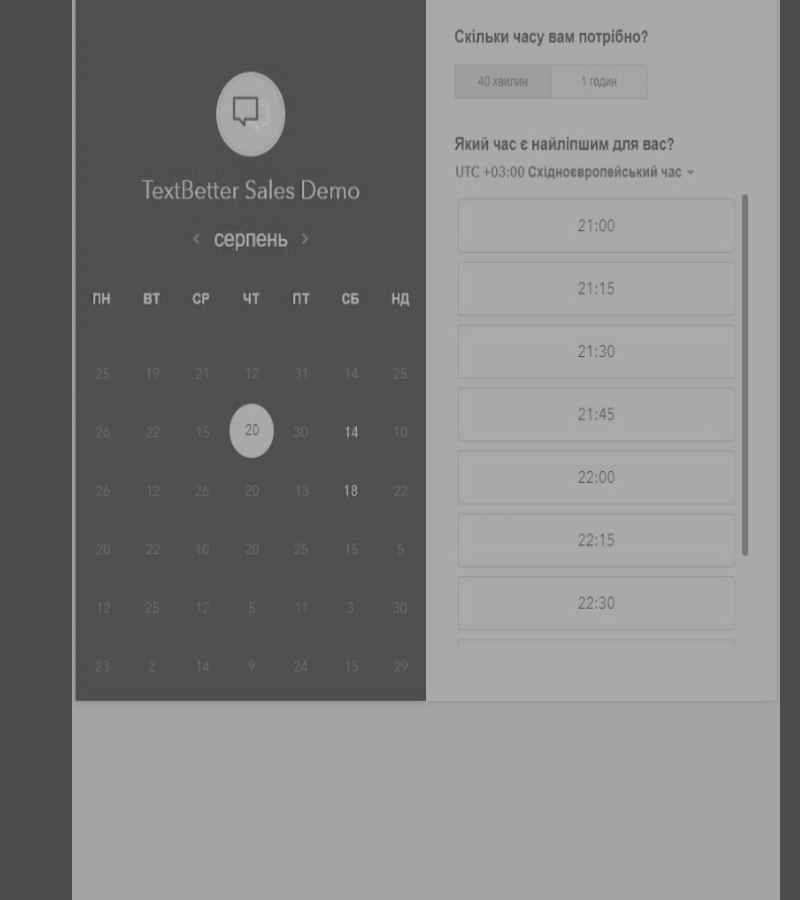 TextBetter Sales Demo
серпень
ПН ВТ СР ЧТ ПТ СБ НД
25 19 21 12 31 14 25
26 22 15 20 30 14 10
26 12 26 20 13 18 22
20 22 10 20 25 15 5
12 25 12 5 11 3 30
23 2 14 9 24 15 29
Скільки часу вам потрібно?
40 хвилин 1 годин
Який час є найліпшим для вас?
UTC +03:00 Східноєвропейський час
21:00
21:15
21:30
21:45
22:00
22:15
22:30